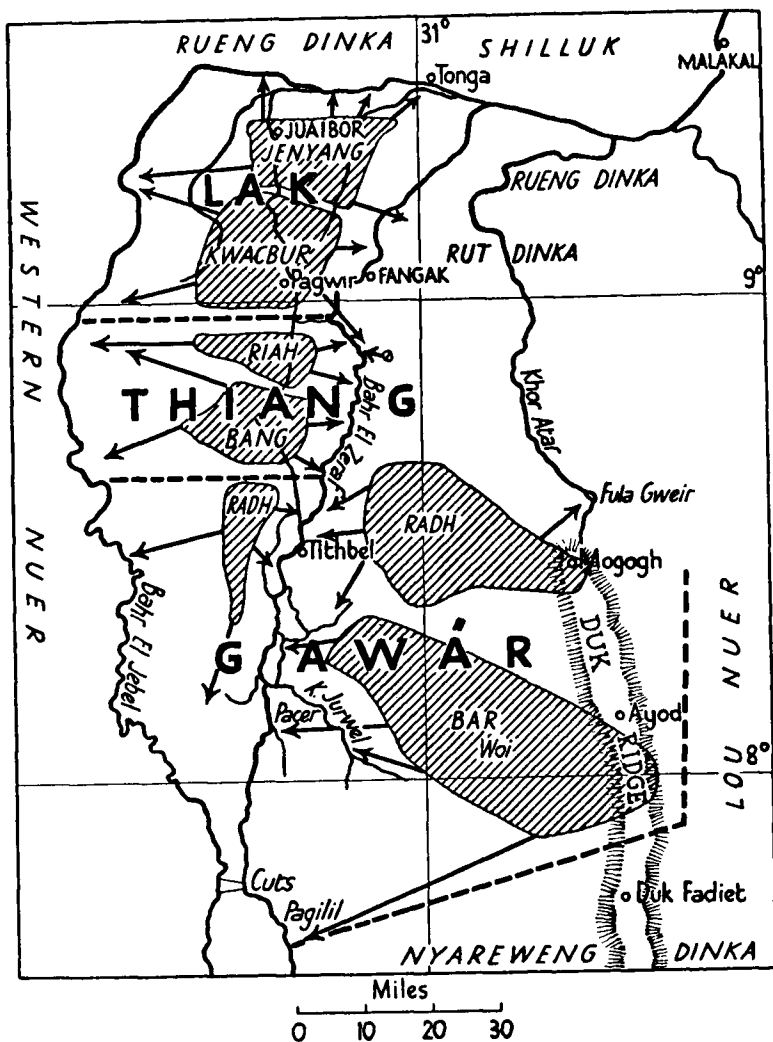 31°
RUENG DINKA
SHILLUK
MALAKAL
Tonga
JUAIBOR
JENYANG
LAK
RUENG DINKA
KWACBUR
RUT DINKA
Pagwir
FANGAK
9°
WESTERN NUER
RIAH
THIANG
BANG
Bahr El Zeraf
Khor Atar
RADH
RADH
Fula Gweir
Tithbel
Mogogh
Bahr El Jebel
DUK RIDGE
GAWÁR
LOU NUER
K. Jurwel
Pacer
BAR
Woi
Ayod
8°
Cuts
Pagilil
Duk Fadiet
NYAREWENG DINKA
Miles
0 10 20 30